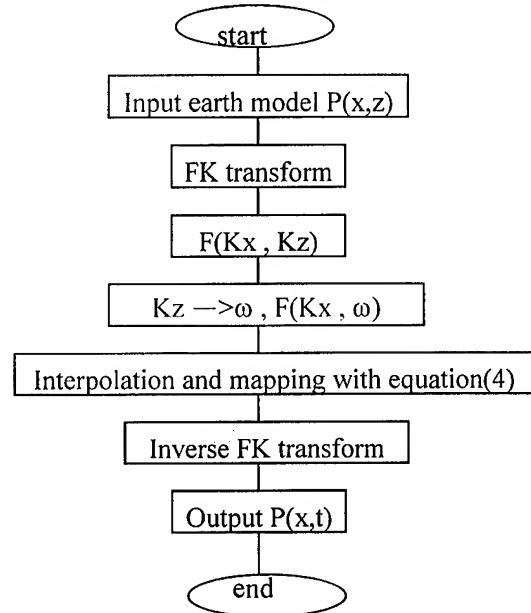 start
Input earth model P(x,z)
FK transform
F(Kx , Kz)
Kz —>ω , F(Kx , ω)
Interpolation and mapping with equation(4)
Inverse FK transform
Output P(x,t)
end